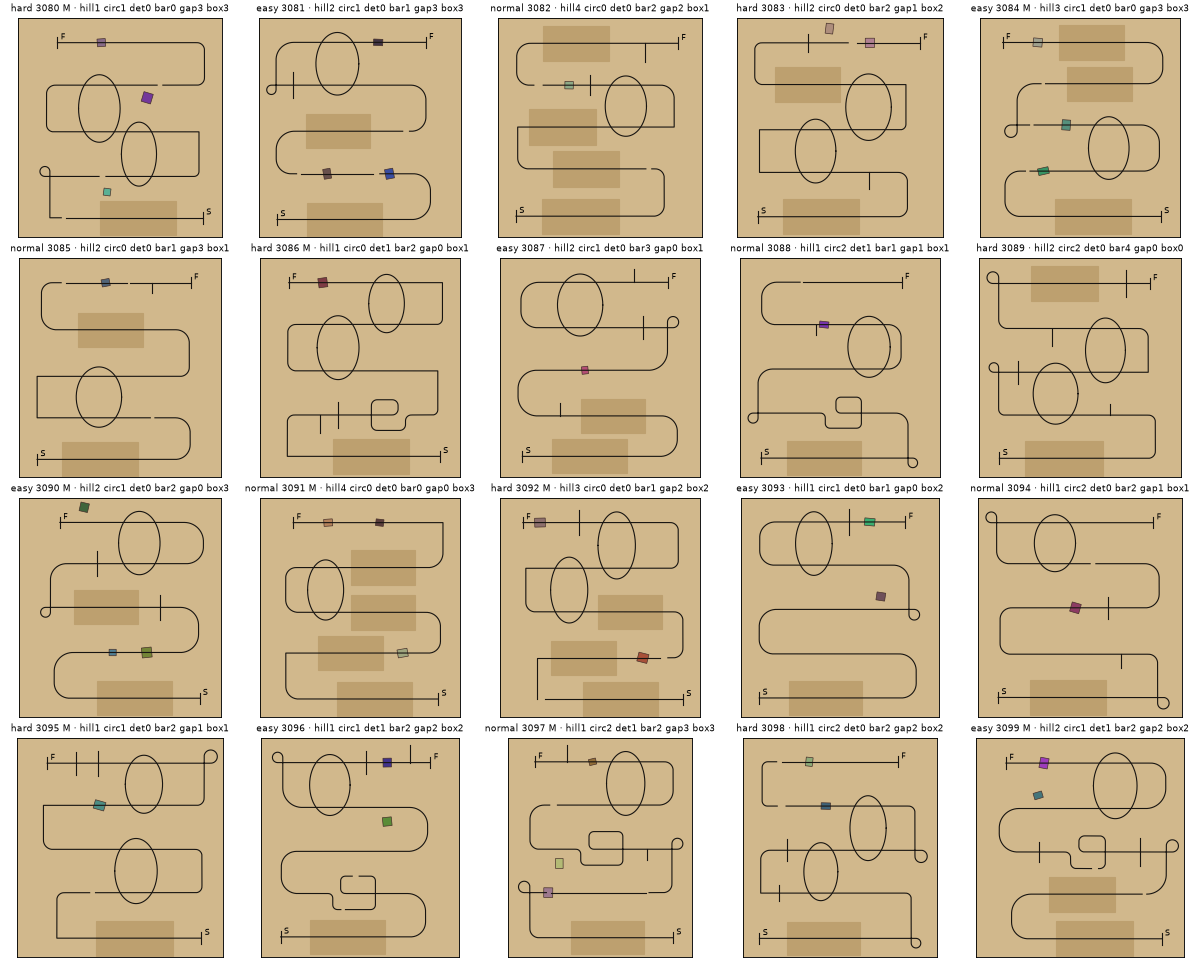 hard 3080 M · hill1 circ1 det0 bar0 gap3 box3
easy 3081 · hill2 circ1 det0 bar1 gap3 box3
normal 3082 · hill4 circ0 det0 bar2 gap2 box1
hard 3083 · hill2 circ0 det0 bar2 gap1 box2
easy 3084 M · hill3 circ1 det0 bar0 gap3 box3
F
F
F
F
F
S
S
S
S
S
normal 3085 · hill2 circ0 det0 bar1 gap3 box1
hard 3086 M · hill1 circ0 det1 bar2 gap0 box1
easy 3087 · hill2 circ1 det0 bar3 gap0 box1
normal 3088 · hill1 circ2 det1 bar1 gap1 box1
hard 3089 · hill2 circ2 det0 bar4 gap0 box0
F
F
F
F
F
S
S
S
S
S
easy 3090 M · hill2 circ1 det0 bar2 gap0 box3
normal 3091 M · hill4 circ0 det0 bar0 gap0 box3
hard 3092 M · hill3 circ0 det0 bar1 gap2 box2
easy 3093 · hill1 circ1 det0 bar1 gap0 box2
normal 3094 · hill1 circ2 det0 bar2 gap1 box1
F
F
F
F
F
S
S
S
S
S
hard 3095 M · hill1 circ1 det0 bar2 gap1 box1
easy 3096 · hill1 circ1 det1 bar2 gap2 box2
normal 3097 M · hill1 circ2 det1 bar2 gap3 box3
hard 3098 · hill1 circ2 det0 bar2 gap2 box2
easy 3099 M · hill2 circ1 det1 bar2 gap1 box2
F
F
F
F
F
S
S
S
S
S